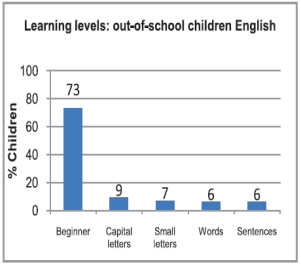 Learning levels: out-of-school children English
% Children
100
80
60
40
20
0
73
9
7
6
6
Beginner
Capital
letters
Small
letters
Words
Sentences